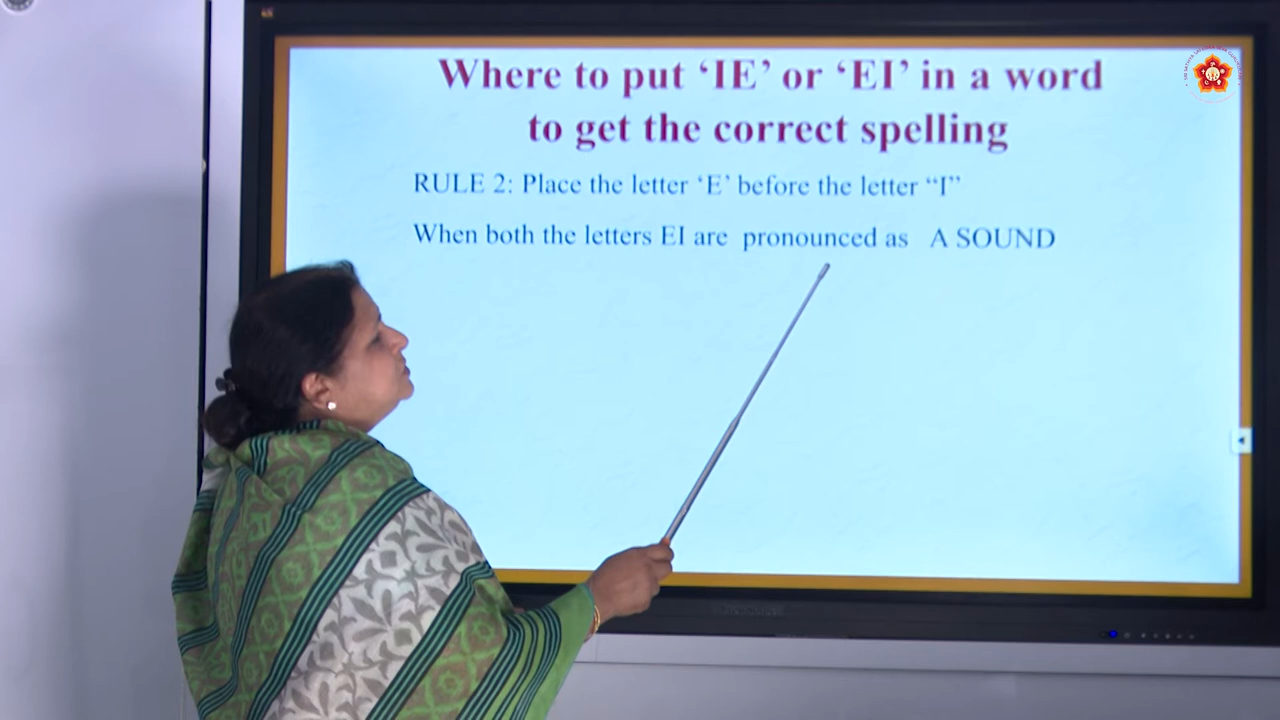 Where to put ‘IE’ or ‘EI’ in a word
to get the correct spelling
RULE 2: Place the letter ‘E’ before the letter “I”
When both the letters EI are pronounced as A SOUND